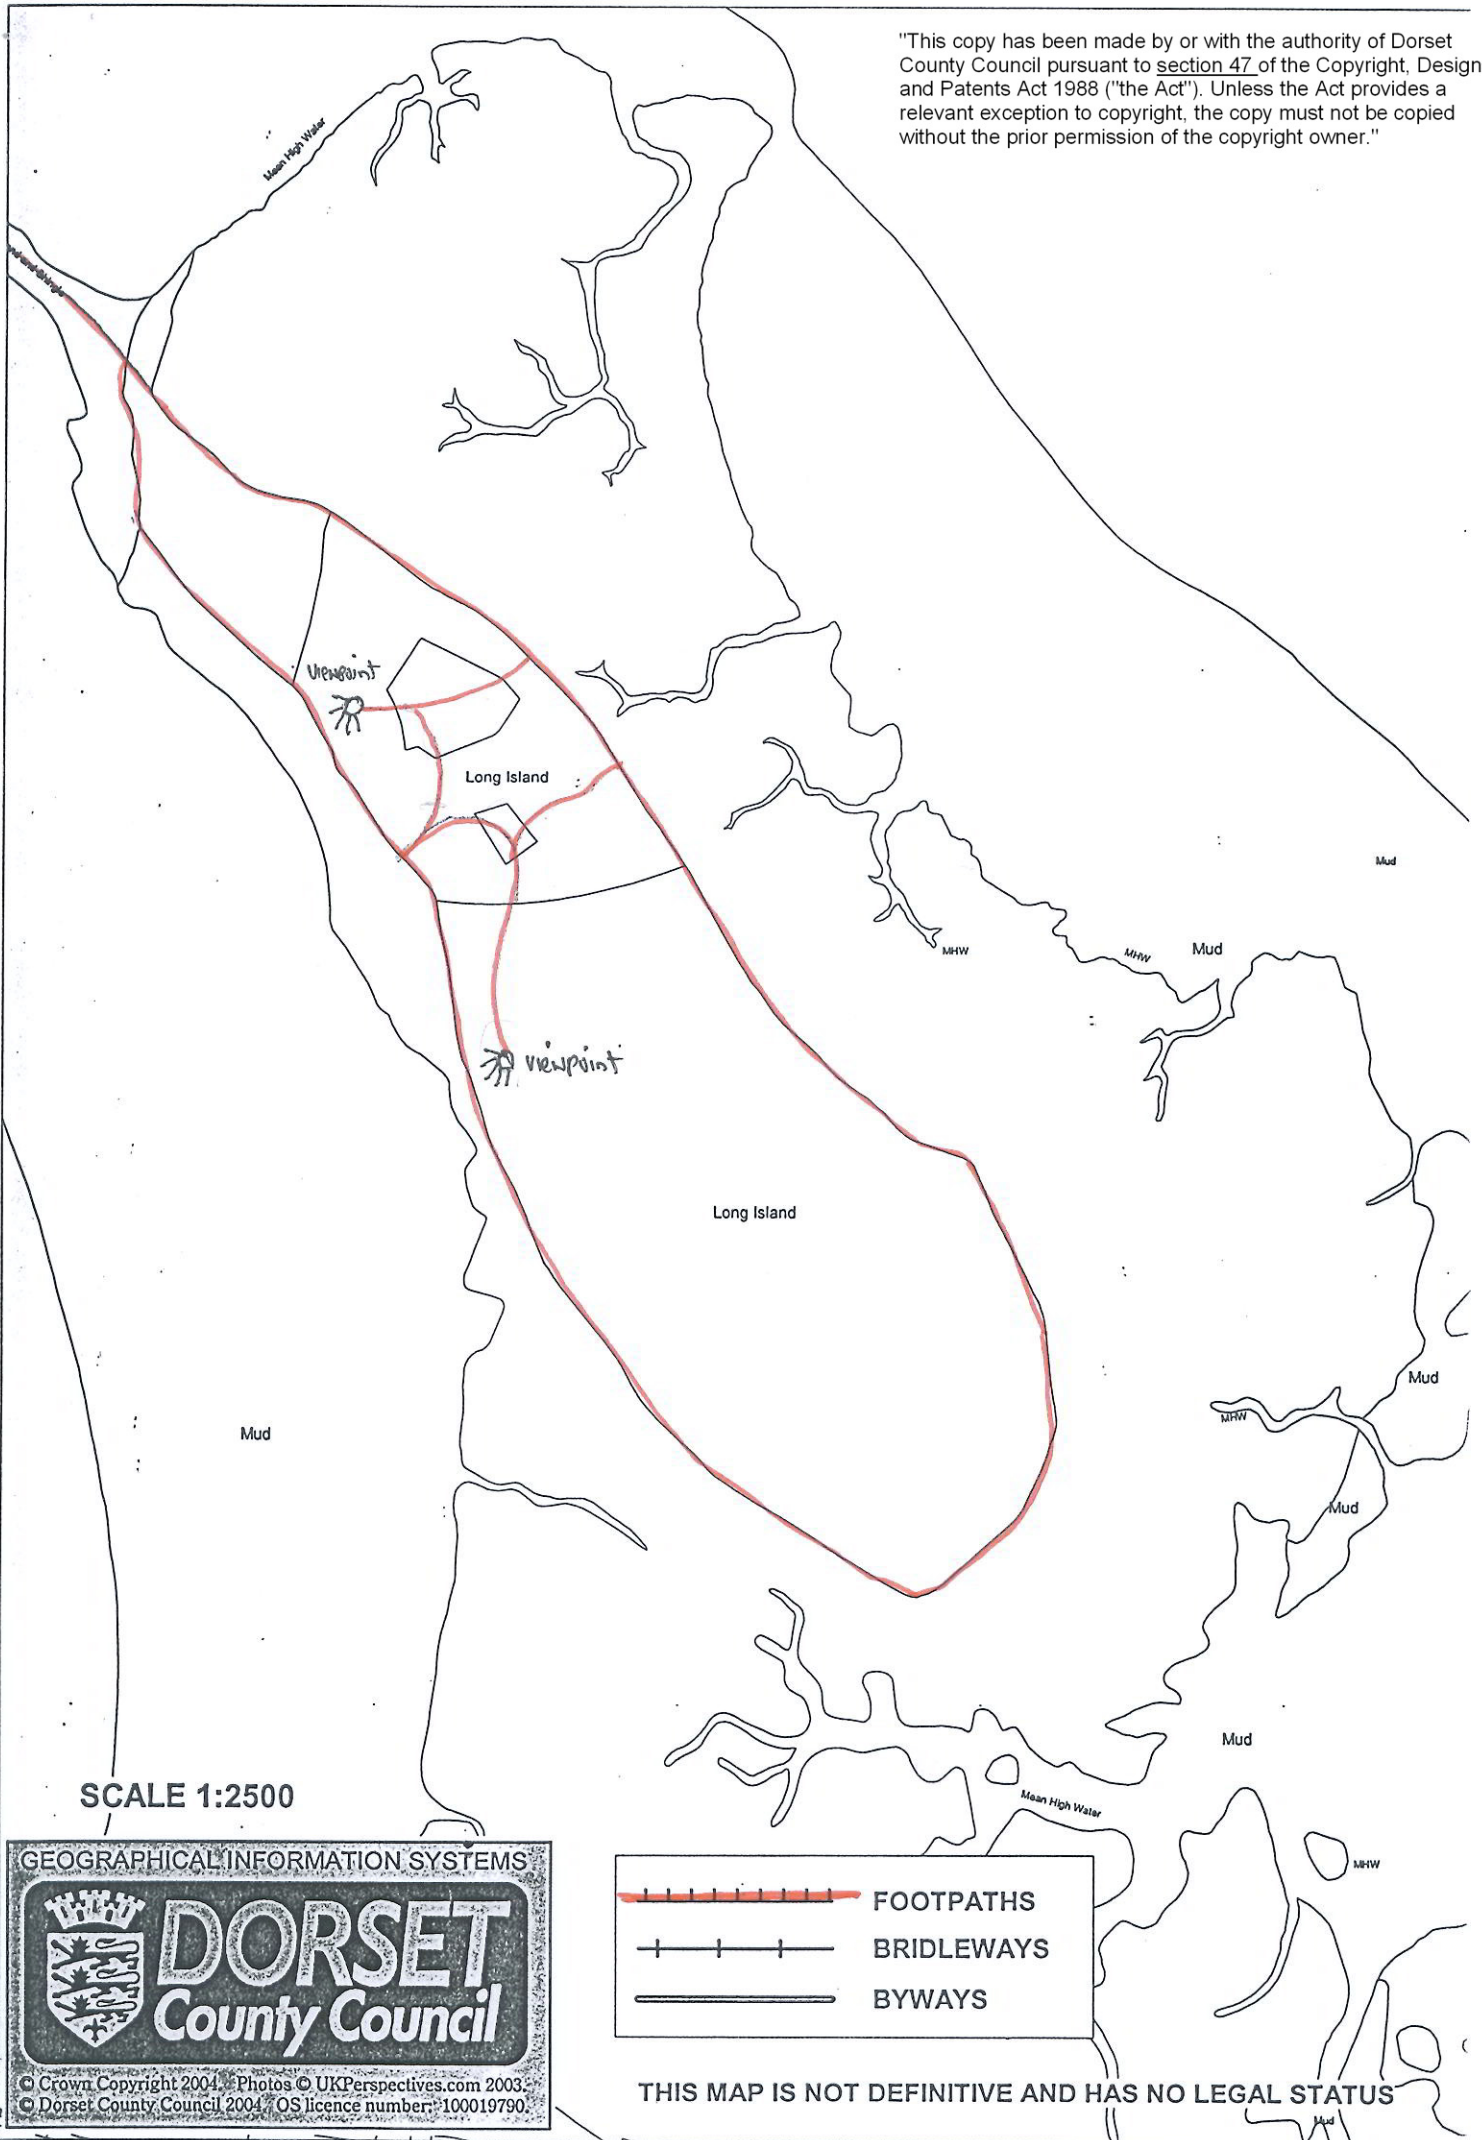 "This copy has been made by or with the authority of Dorset
County Council pursuant to section 47 of the Copyright, Design
and Patents Act 1988 ("the Act"). Unless the Act provides a
relevant exception to copyright, the copy must not be copied
without the prior permission of the copyright owner."
Mean High Water
and Shingle
viewpoint
Long Island
Mud
MHW
MHW
Mud
viewpoint
Long Island
Mud
MHW
Mud
Mud
Mud
Mean High Water
MHW
SCALE 1:2500
GEOGRAPHICAL INFORMATION SYSTEMS
DORSET
County Council
© Crown Copyright 2004. Photos © UKPerspectives.com 2003.
© Dorset County Council 2004. OS licence number: 100019790.
FOOTPATHS
BRIDLEWAYS
BYWAYS
THIS MAP IS NOT DEFINITIVE AND HAS NO LEGAL STATUS
Mud